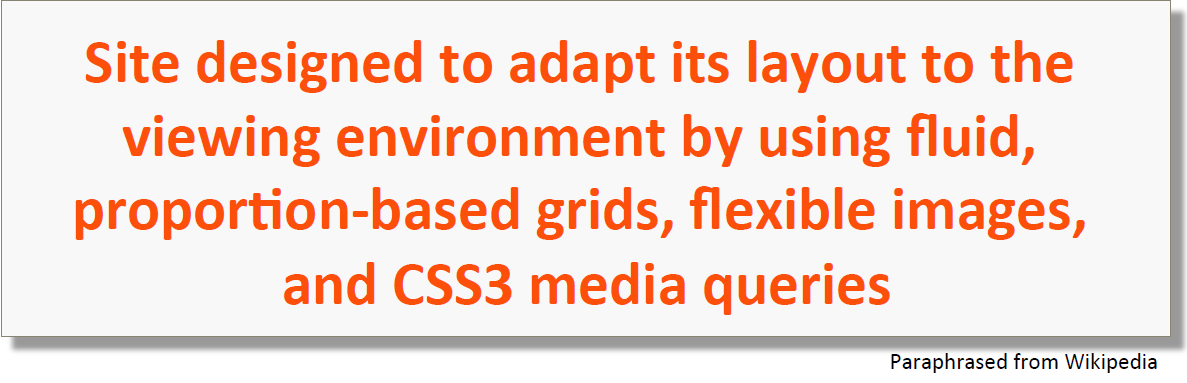 Site designed to adapt its layout to the
viewing environment by using fluid,
proportion-based grids, flexible images,
and CSS3 media queries
Paraphrased from Wikipedia